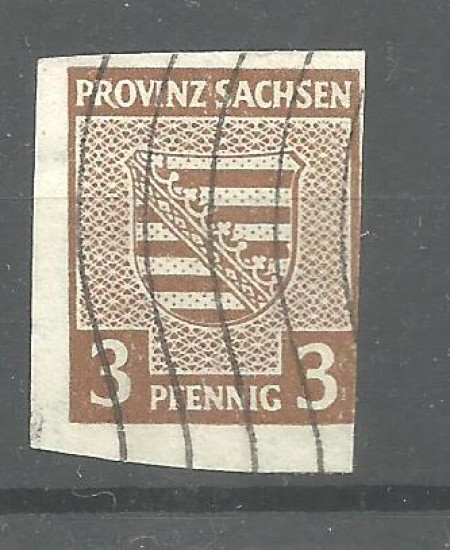 PROVINZ SACHSEN
3 PFENNIG 3